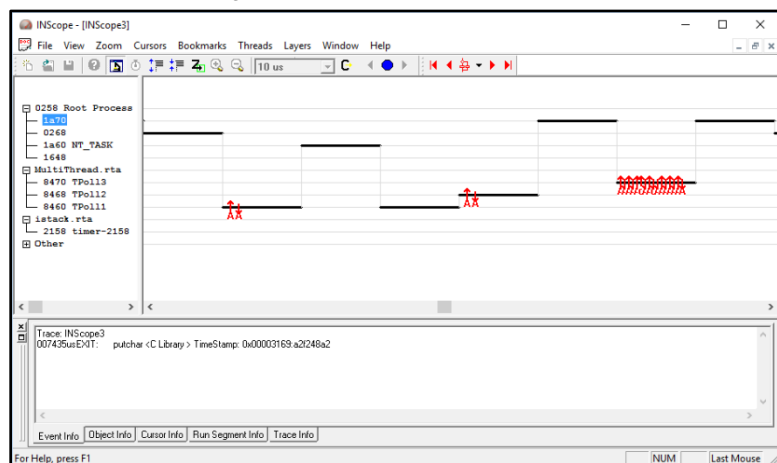 INScope - [INScope3]
File View Zoom Cursors Bookmarks Threads Layers Window Help
10 us
0258 Root Process
1a70
0268
1a60 NT_TASK
1648
MultiThread.rta
8470 TPoll3
8468 TPoll2
8460 TPoll1
istack.rta
2158 timer-2158
Other
Trace: INScope3
007435usEXIT: putchar <C Library > TimeStamp: 0x00003169:a2f248a2
Event Info Object Info Cursor Info Run Segment Info Trace Info
For Help, press F1 NUM Last Mouse